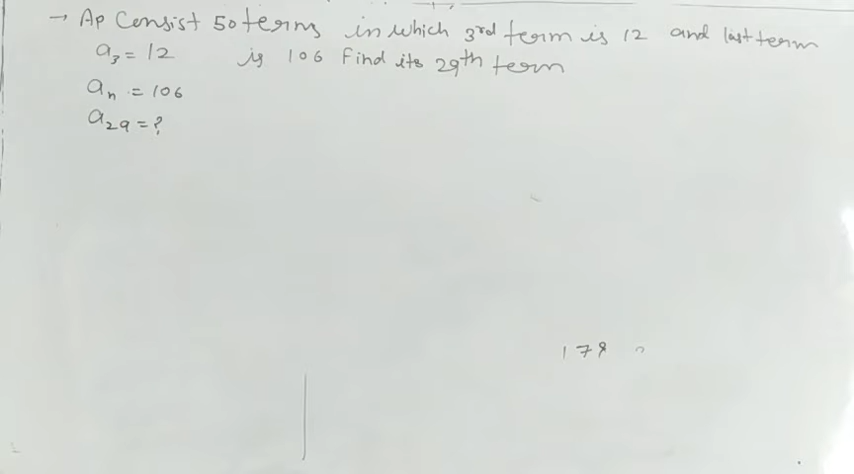 → Ap Consist 50 terms in which 3rd term is 12 and last term
a3 = 12 is 106 Find its 29th term
an = 106
a29 = ?
178